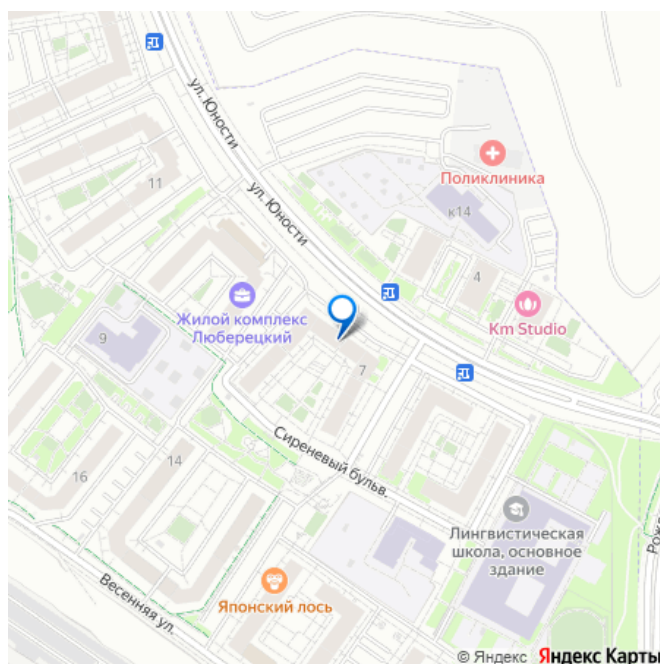 ул. Юности
ул. Юности
11
Поликлиника
к14
4
Km Studio
Жилой комплекс
Люберецкий
9
7
Сиреневый бульв.
16
14
Лингвистическая
школа, основное
здание
Японский лось
Весенняя ул.
© Яндекс Яндекс Карты